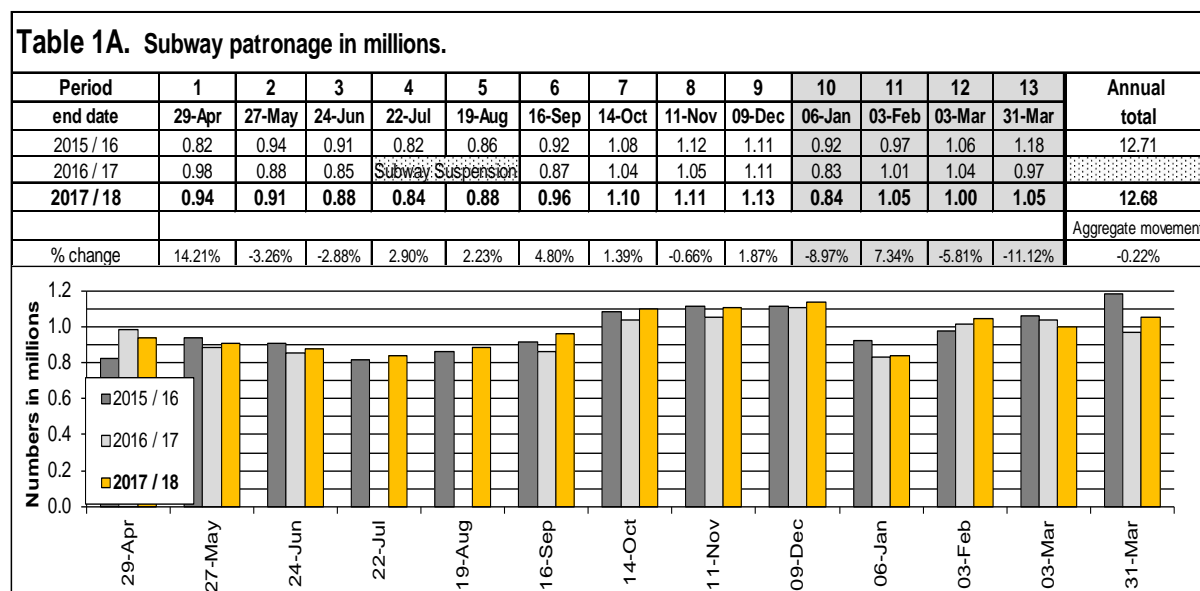 Table 1A. Subway patronage in millions.
Period 1 2 3 4 5 6 7 8 9 10 11 12 13 Annual
end date 29-Apr 27-May 24-Jun 22-Jul 19-Aug 16-Sep 14-Oct 11-Nov 09-Dec 06-Jan 03-Feb 03-Mar 31-Mar total
2015 / 16 0.82 0.94 0.91 0.82 0.86 0.92 1.08 1.12 1.11 0.92 0.97 1.06 1.18 12.71
2016 / 17 0.98 0.88 0.85 Subway Suspension 0.87 1.04 1.05 1.11 0.83 1.01 1.04 0.97
2017 / 18 0.94 0.91 0.88 0.84 0.88 0.96 1.10 1.11 1.13 0.84 1.05 1.00 1.05 12.68
Aggregate movement
% change 14.21% -3.26% -2.88% 2.90% 2.23% 4.80% 1.39% -0.66% 1.87% -8.97% 7.34% -5.81% -11.12% -0.22%
Numbers in millions
1.2
1.0
0.8
0.6
0.4
0.2
0.0
2015 / 16
2016 / 17
2017 / 18
29-Apr 27-May 24-Jun 22-Jul 19-Aug 16-Sep 14-Oct 11-Nov 09-Dec 06-Jan 03-Feb 03-Mar 31-Mar